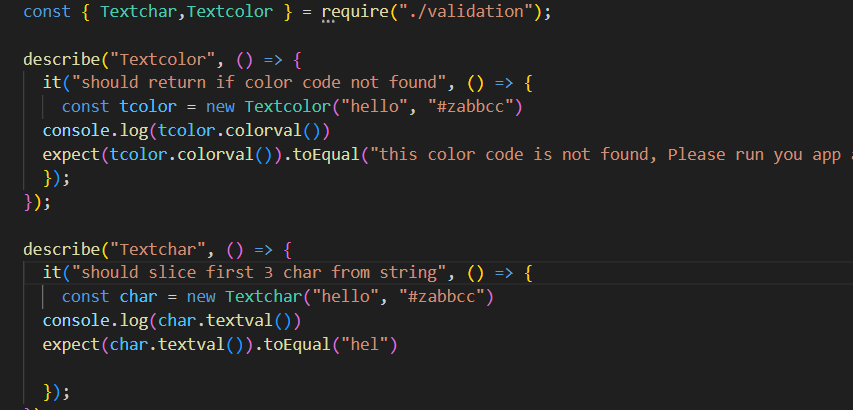 const { Textchar,Textcolor } = require("./validation");
describe("Textcolor", () => {
it("should return if color code not found", () => {
const tcolor = new Textcolor("hello", "#zabbcc")
console.log(tcolor.colorval())
expect(tcolor.colorval()).toEqual("this color code is not found, Please run you app
});
});
describe("Textchar", () => {
it("should slice first 3 char from string", () => {
const char = new Textchar("hello", "#zabbcc")
console.log(char.textval())
expect(char.textval()).toEqual("hel")
});